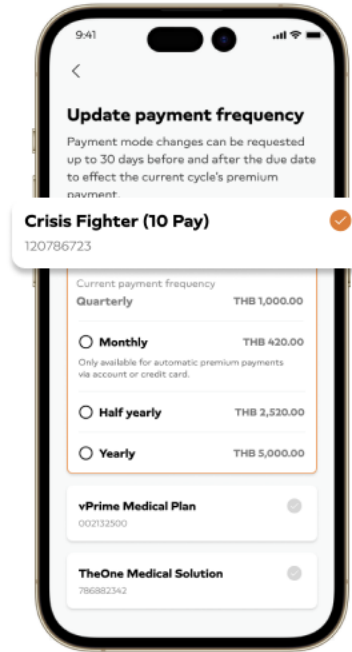 9:41
Update payment frequency
Payment mode changes can be requested
up to 30 days before and after the due date
to effect the current cycle's premium
payment.
Crisis Fighter (10 Pay)
120786723
Current payment frequency
Quarterly THB 1,000.00
Monthly THB 420.00
Only available for automatic premium payments
via account or credit card.
Half yearly THB 2,520.00
Yearly THB 5,000.00
vPrime Medical Plan
002132500
TheOne Medical Solution
786882342